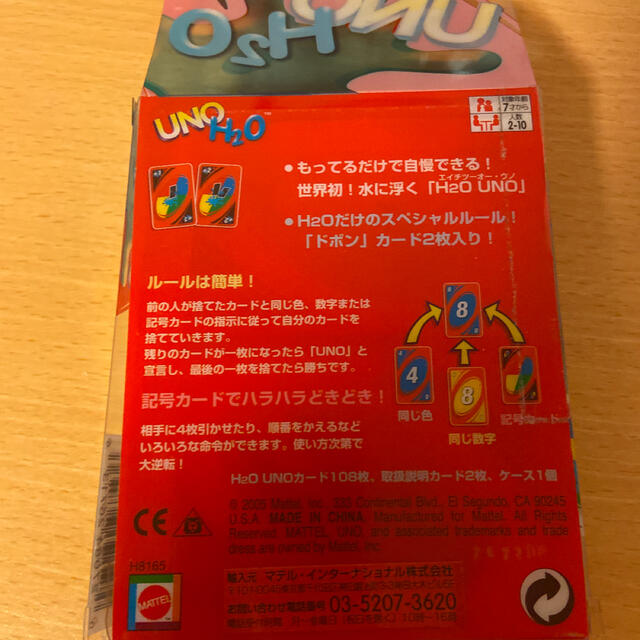 UNO
H2O
UNO H2O™
対象年齢
7才から
人数
2-10
●もってるだけで自慢できる！
エイチツーオー・ウノ
世界初！水に浮く「H2O UNO」
●H2Oだけのスペシャルルール！
「ドボン」カード2枚入り！
ルールは簡単！
前の人が捨てたカードと同じ色、数字または
記号カードの指示に従って自分のカードを
捨てていきます。
残りのカードが一枚になったら「UNO」と
宣言し、最後の一枚を捨てたら勝ちです。
8
4
8
同じ色
同じ数字
記号カード
記号カードでハラハラどきどき！
相手に4枚引かせたり、順番をかえるなど
いろいろな命令ができます。使い方次第で
大逆転！
H2O UNOカード108枚、取扱説明カード2枚、ケース1個
© 2005 Mattel, Inc. 333 Continental Blvd., El Segundo, CA 90245
U.S.A. MADE IN CHINA. Manufactured for Mattel. All Rights
Reserved. MATTEL, UNO, and associated trademarks and trade
dress are owned by Mattel, Inc.
CE
H8165
MATTEL
輸入元 マテル・インターナショナル株式会社
お問い合わせ電話番号 03-5207-3620